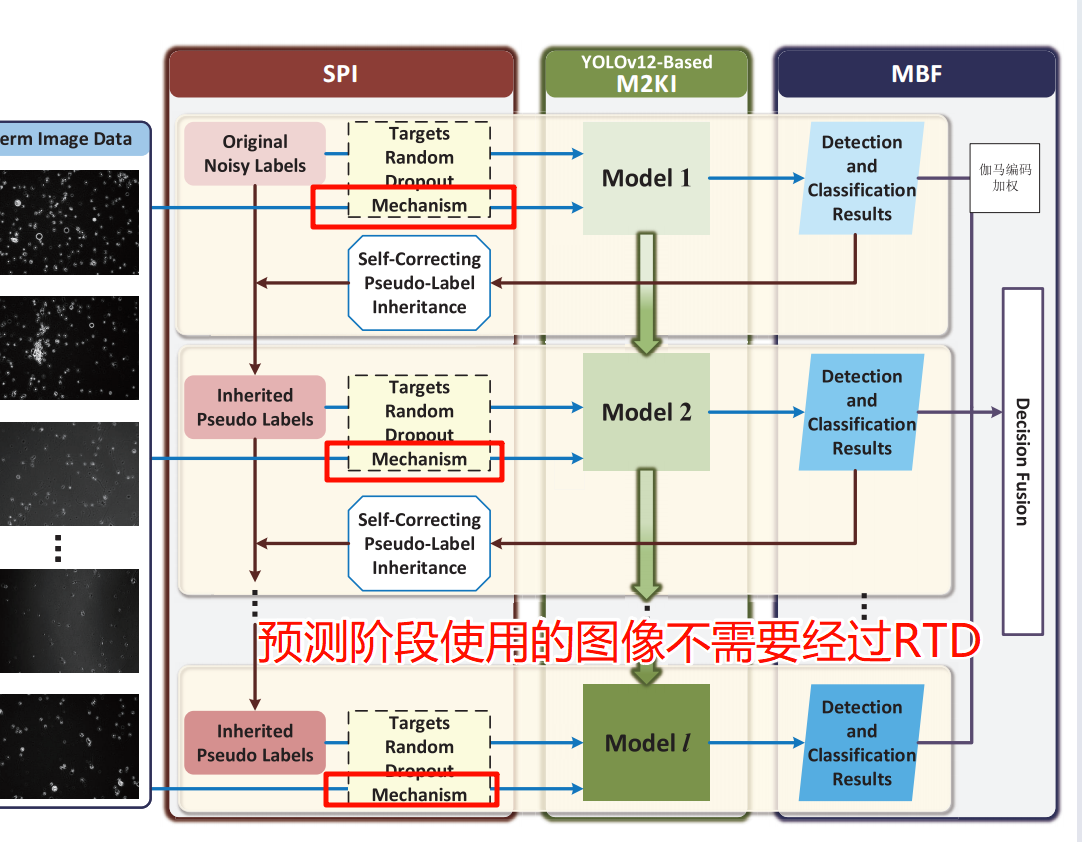 SPI
YOLOv12-Based
M2KI
MBF
erm Image Data
Original
Noisy Labels
Targets
Random
Dropout
Mechanism
Model 1
Detection
and
Classification
Results
伽马编码
加权
Self-Correcting
Pseudo-Label
Inheritance
Inherited
Pseudo Labels
Targets
Random
Dropout
Mechanism
Model 2
Detection
and
Classification
Results
Decision Fusion
Self-Correcting
Pseudo-Label
Inheritance
预测阶段使用的图像不需要经过RTD
Inherited
Pseudo Labels
Targets
Random
Dropout
Mechanism
Model l
Detection
and
Classification
Results